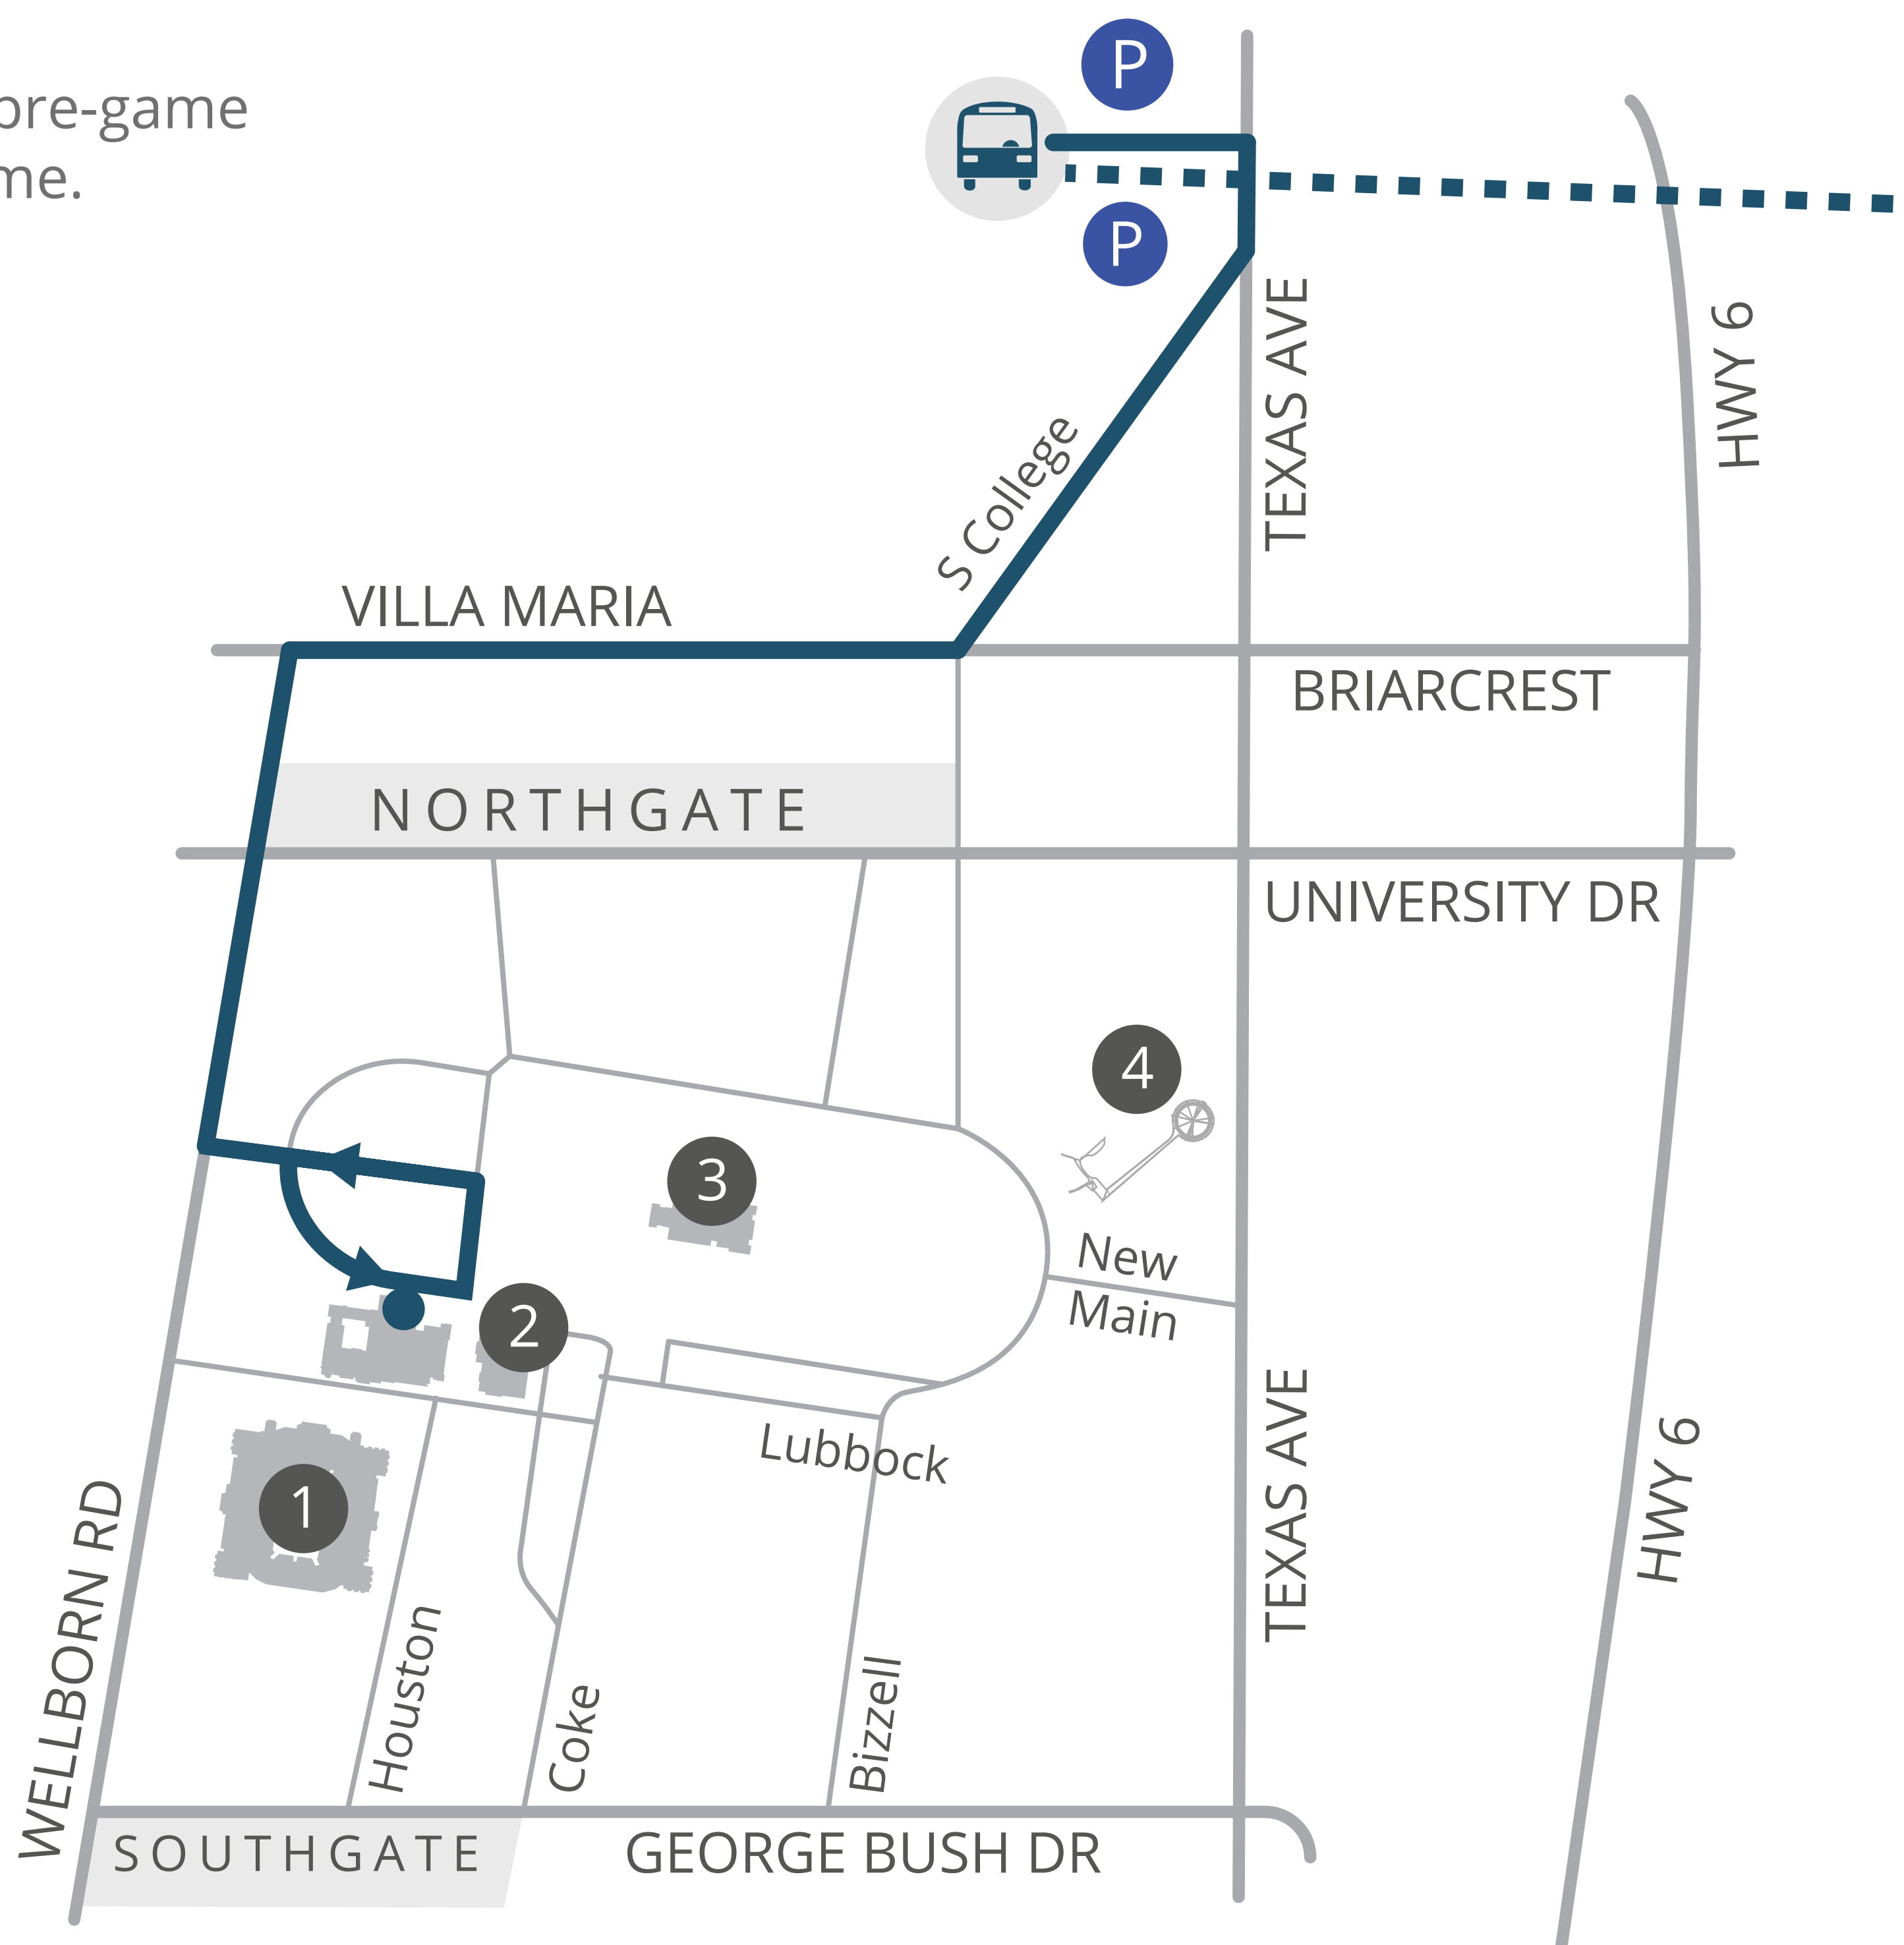 pre-game
me.
P
P
TEXAS AVE
HWY 6
S College
VILLA MARIA
BRIARCREST
NORTHGATE
UNIVERSITY DR
4
3
New
Main
2
Lubbock
TEXAS AVE
HWY 6
1
WELLBORN RD
Houston
Coke
Bizzell
SOUTHGATE
GEORGE BUSH DR